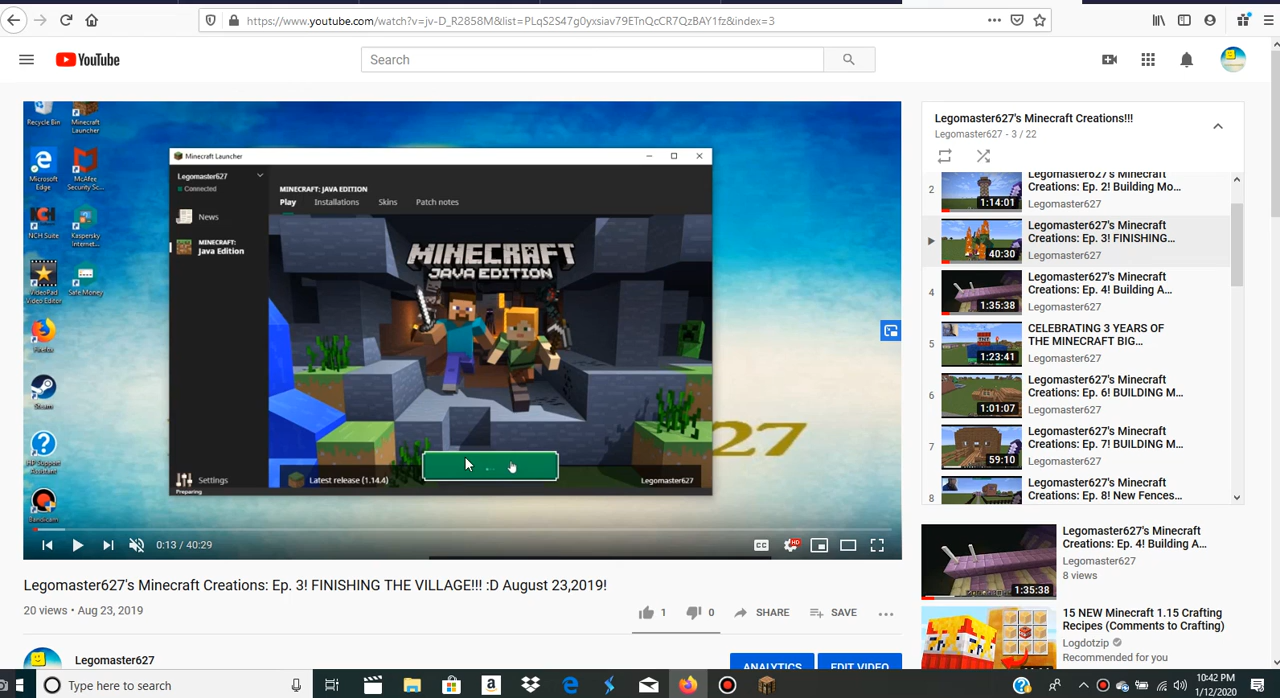 https://www.youtube.com/watch?v=jv-D_R2858M&list=PLqS2S47g0yxsiav79ETnQcCR7QzBAY1fz&index=3
YouTube
Search
Recycle Bin
Minecraft Launcher
Microsoft Edge
McAfee Security Sc...
NCH Suite
Kaspersky Internet...
VideoPad Video Editor
Safe Money
Firefox
Steam
HP Support Assistant
Bandicam
Minecraft Launcher
Legomaster627
Connected
News
MINECRAFT:
Java Edition
Settings
Preparing
MINECRAFT: JAVA EDITION
Play
Installations
Skins
Patch notes
MINECRAFT
JAVA EDITION
Latest release (1.14.4)
Legomaster627
27
0:13 / 40:29
CC
HD
Legomaster627's Minecraft Creations: Ep. 3! FINISHING THE VILLAGE!!! :D August 23,2019!
20 views • Aug 23, 2019
1
0
SHARE
SAVE
Legomaster627
ANALYTICS
EDIT VIDEO
Legomaster627's Minecraft Creations!!!
Legomaster627 - 3 / 22
2
1:14:01
Legomaster627's Minecraft
Creations: Ep. 2! Building Mo...
Legomaster627
40:30
Legomaster627's Minecraft
Creations: Ep. 3! FINISHING...
Legomaster627
4
1:35:38
Legomaster627's Minecraft
Creations: Ep. 4! Building A...
Legomaster627
5
1:23:41
CELEBRATING 3 YEARS OF
THE MINECRAFT BIG...
Legomaster627
6
1:01:07
Legomaster627's Minecraft
Creations: Ep. 6! BUILDING M...
Legomaster627
7
59:10
Legomaster627's Minecraft
Creations: Ep. 7! BUILDING M...
Legomaster627
8
Legomaster627's Minecraft
Creations: Ep. 8! New Fences...
1:35:38
Legomaster627's Minecraft
Creations: Ep. 4! Building A...
Legomaster627
8 views
15 NEW Minecraft 1.15 Crafting
Recipes (Comments to Crafting)
Logdotzip
Recommended for you
Type here to search
10:42 PM
1/12/2020